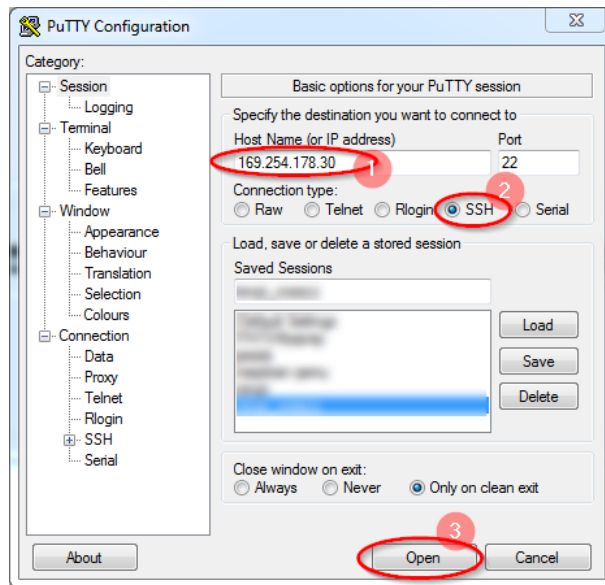 PuTTY Configuration
Category:
Session
Logging
Terminal
Keyboard
Bell
Features
Window
Appearance
Behaviour
Translation
Selection
Colours
Connection
Data
Proxy
Telnet
Rlogin
SSH
Serial
Basic options for your PuTTY session
Specify the destination you want to connect to
Host Name (or IP address) Port
169.254.178.30 22
1
Connection type:
2
Raw Telnet Rlogin SSH Serial
Load, save or delete a stored session
Saved Sessions
Load
Save
Delete
Close window on exit:
Always Never Only on clean exit
3
About Open Cancel